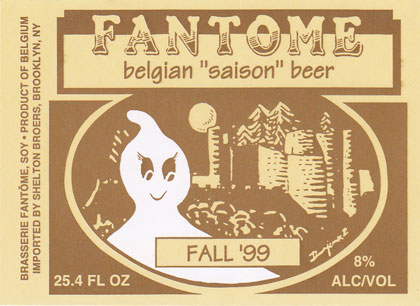 FANTOME
belgian "saison" beer
BRASSERIE FANTÔME, SOY • PRODUCT OF BELGIUM
IMPORTED BY SHELTON BROERS, BROOKLYN, NY
FALL '99
25.4 FL OZ
8%
ALC/VOL